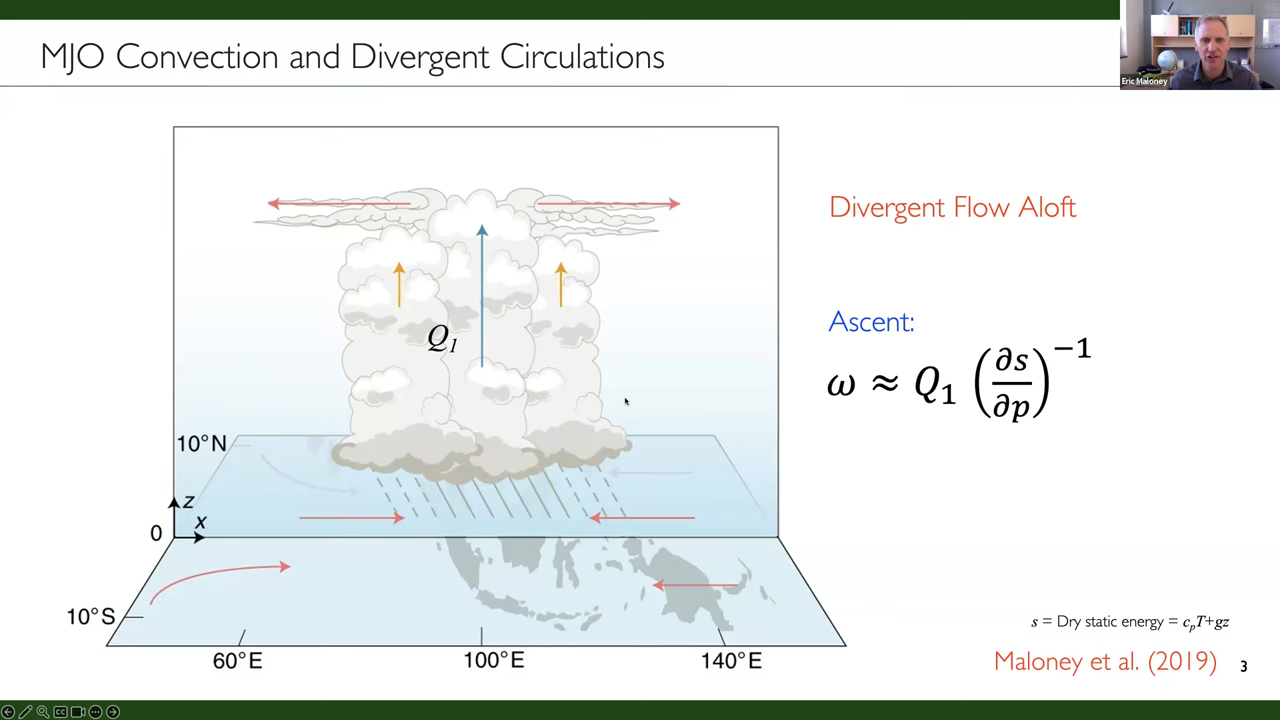 MJO Convection and Divergent Circulations
Eric Maloney
Divergent Flow Aloft
Ascent:
ω ≈ Q₁ (∂s/∂p)⁻¹
Q₁
10°N
z
x
0
10°S
60°E
100°E
140°E
s = Dry static energy = cₚT+gz
Maloney et al. (2019)
3
CC